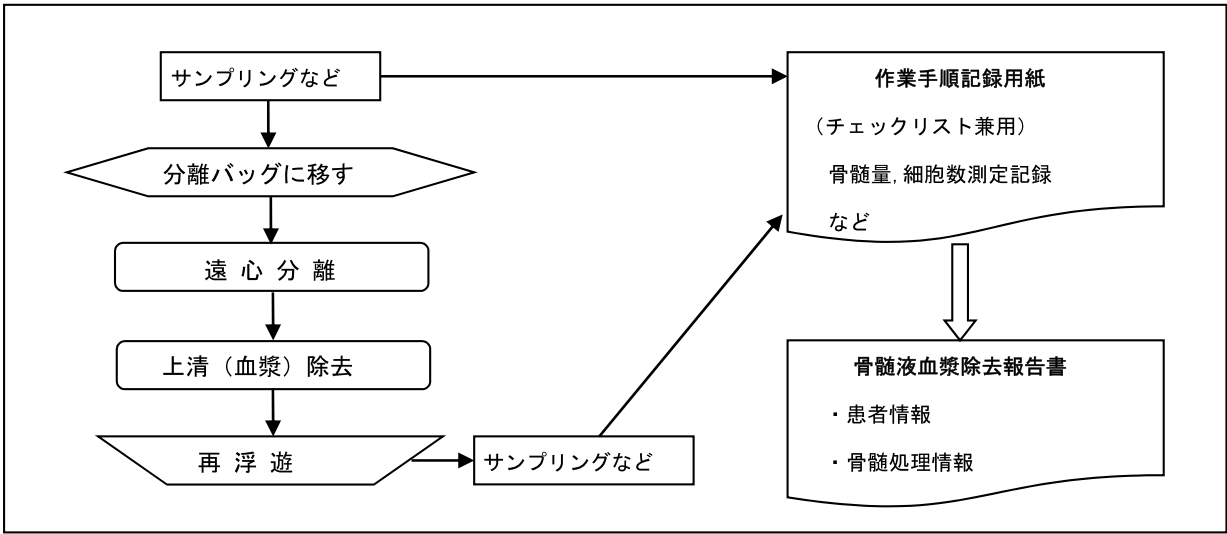 サンプリングなど
分離バッグに移す
遠 心 分 離
上清（血漿）除去
再 浮 遊
サンプリングなど
作業手順記録用紙
（チェックリスト兼用）
骨髄量,細胞数測定記録
など
骨髄液血漿除去報告書
・患者情報
・骨髄処理情報